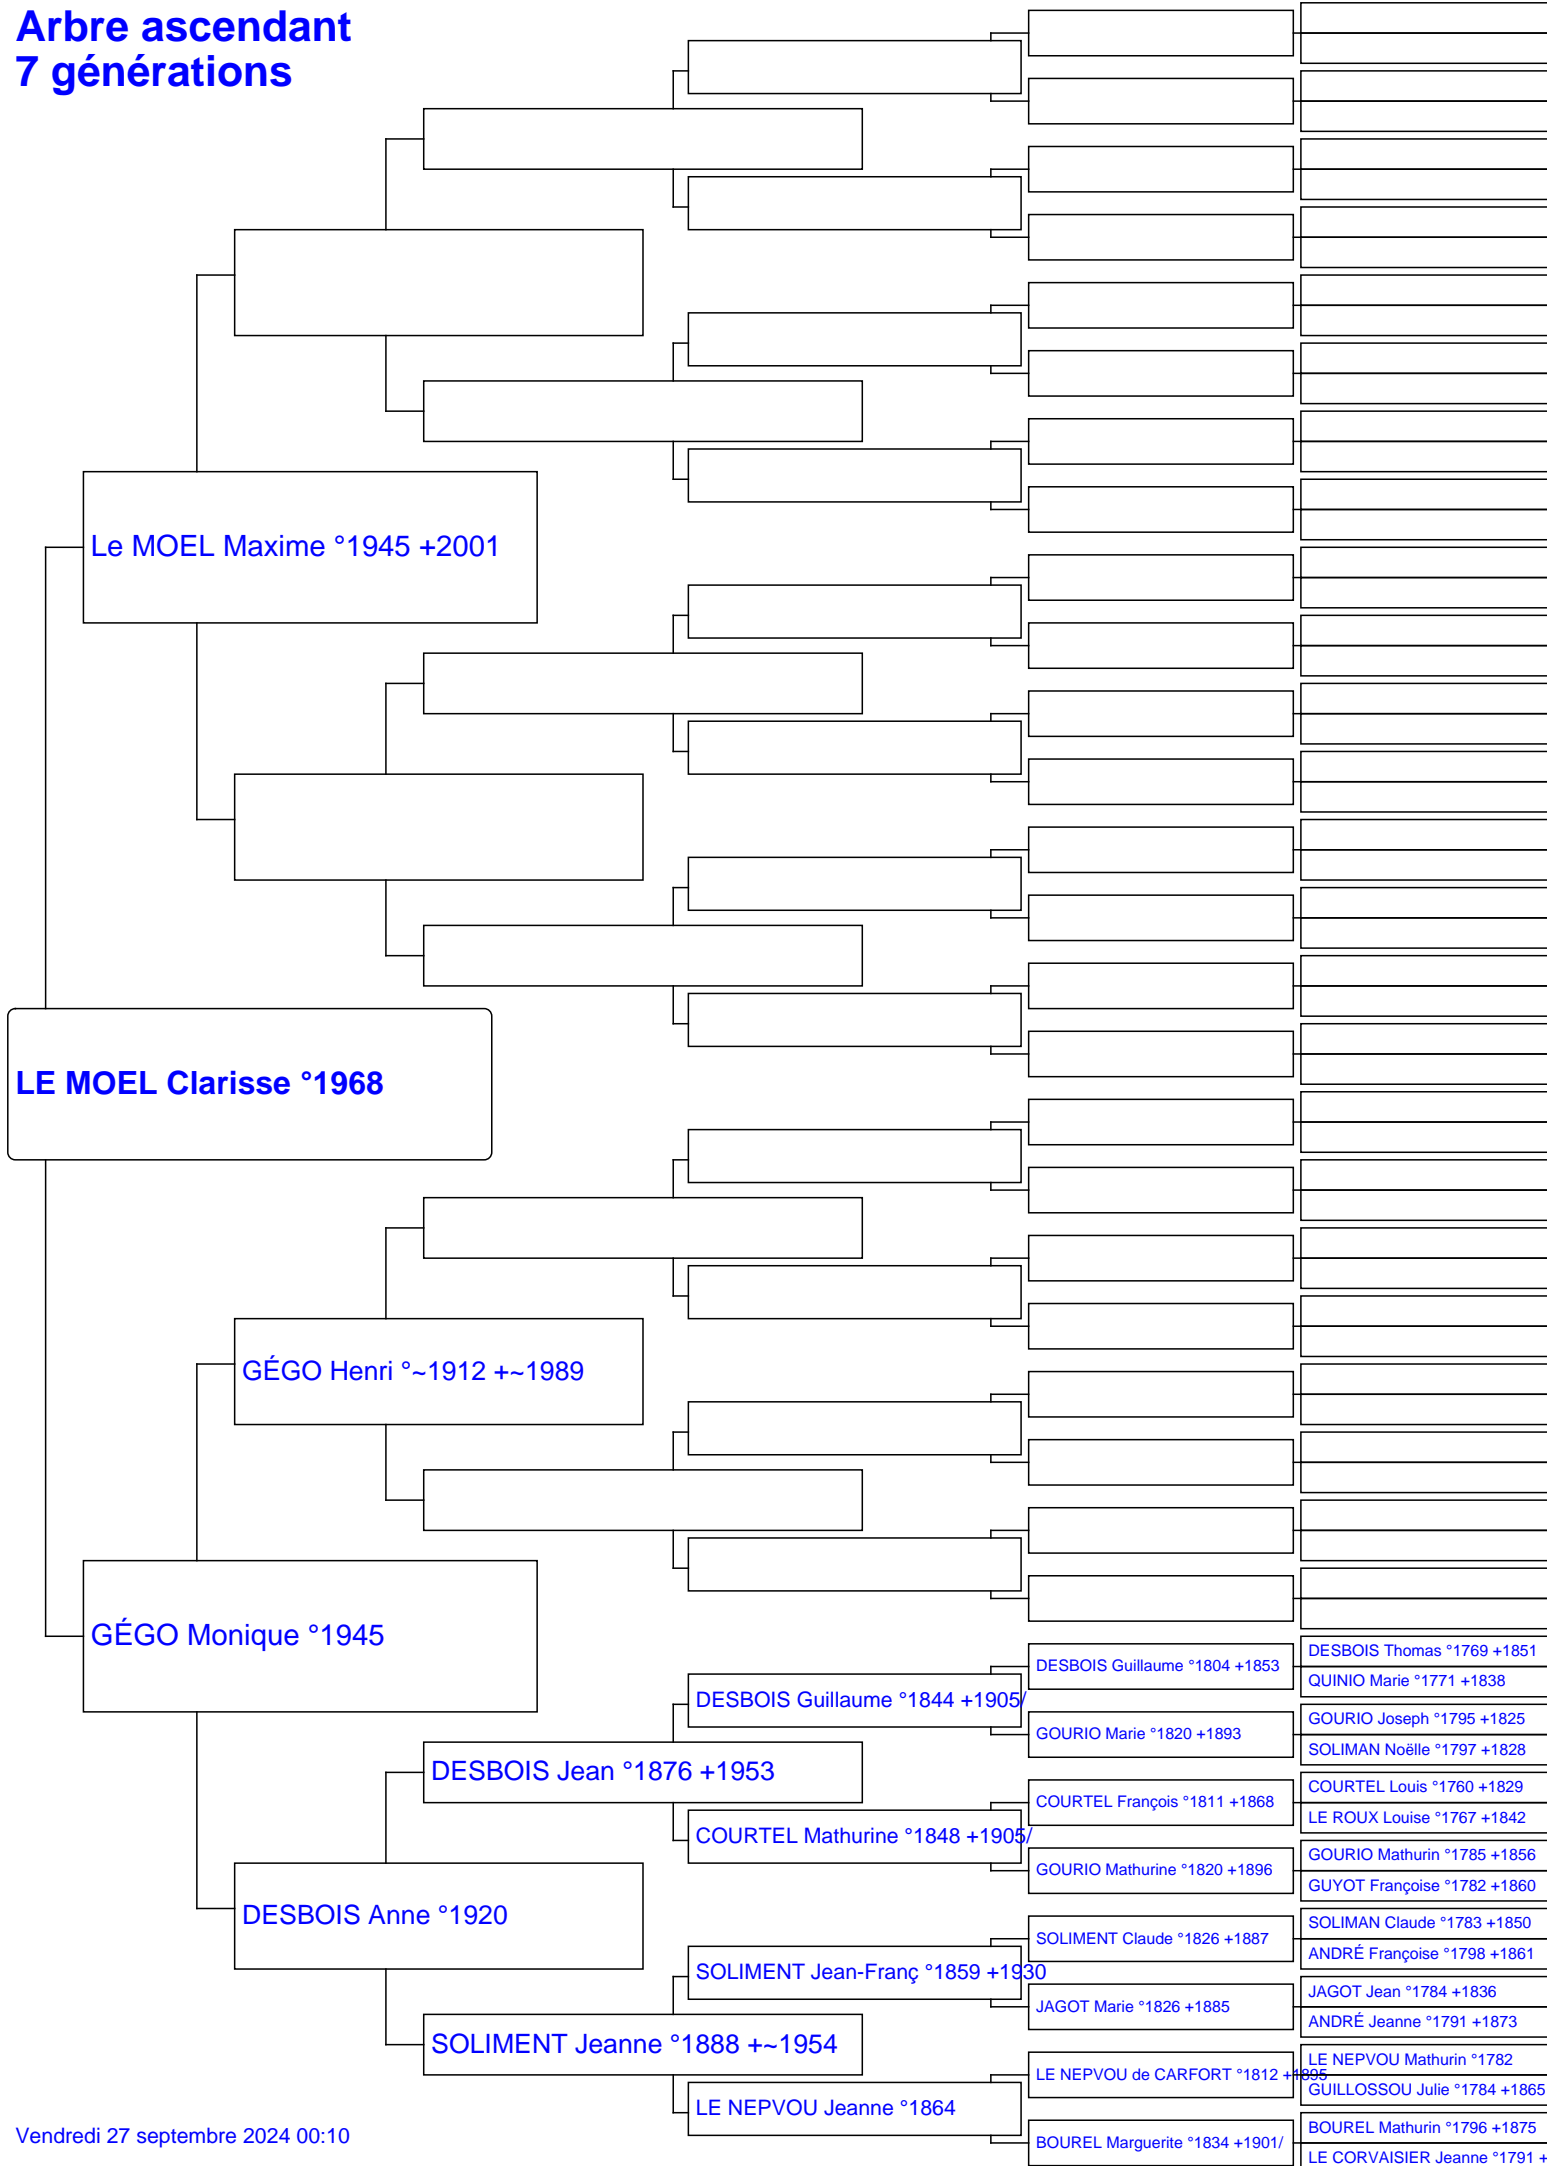 Arbre ascendant
7 générations
Le MOEL Maxime °1945 +2001
LE MOEL Clarisse °1968
GÉGO Henri °~1912 +~1989
GÉGO Monique °1945
DESBOIS Thomas °1769 +1851
DESBOIS Guillaume °1804 +1853
QUINIO Marie °1771 +1838
DESBOIS Guillaume °1844 +1905/
GOURIO Joseph °1795 +1825
GOURIO Marie °1820 +1893
SOLIMAN Noëlle °1797 +1828
DESBOIS Jean °1876 +1953
COURTEL Louis °1760 +1829
COURTEL François °1811 +1868
LE ROUX Louise °1767 +1842
COURTEL Mathurine °1848 +1905/
GOURIO Mathurin °1785 +1856
GOURIO Mathurine °1820 +1896
GUYOT Françoise °1782 +1860
DESBOIS Anne °1920
SOLIMAN Claude °1783 +1850
SOLIMENT Claude °1826 +1887
ANDRÉ Françoise °1798 +1861
SOLIMENT Jean-Franç °1859 +1930
JAGOT Jean °1784 +1836
JAGOT Marie °1826 +1885
ANDRÉ Jeanne °1791 +1873
SOLIMENT Jeanne °1888 +~1954
LE NEPVOU Mathurin °1782
LE NEPVOU de CARFORT °1812 +1895
GUILLOSSOU Julie °1784 +1865
LE NEPVOU Jeanne °1864
BOUREL Mathurin °1796 +1875
BOUREL Marguerite °1834 +1901/
LE CORVAISIER Jeanne °1791 +
Vendredi 27 septembre 2024 00:10